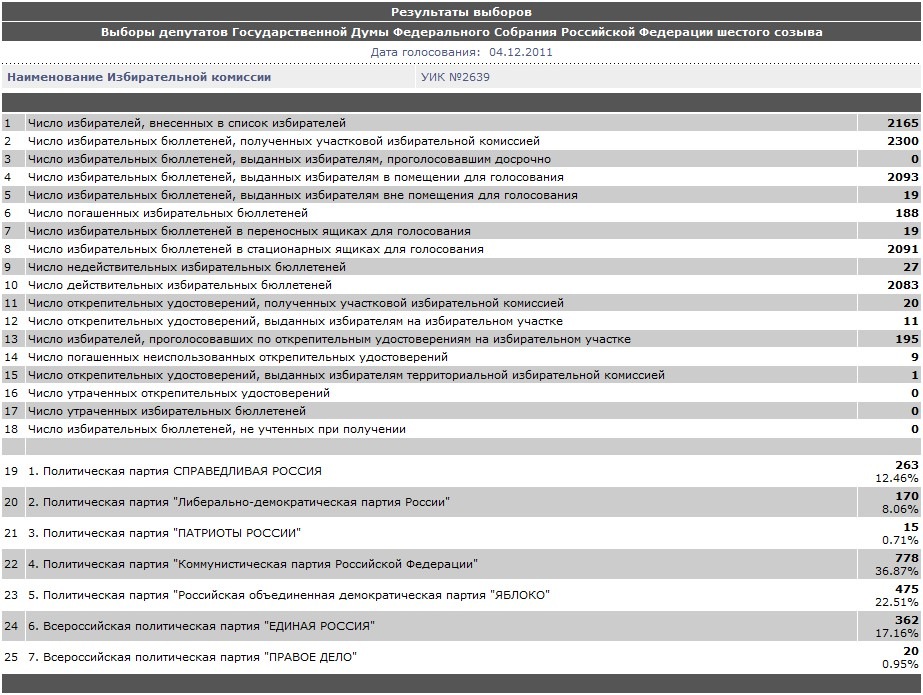 Результаты выборов
Выборы депутатов Государственной Думы Федерального Собрания Российской Федерации шестого созыва
Дата голосования: 04.12.2011
Наименование Избирательной комиссии УИК №2639
1 Число избирателей, внесенных в список избирателей 2165
2 Число избирательных бюллетеней, полученных участковой избирательной комиссией 2300
3 Число избирательных бюллетеней, выданных избирателям, проголосовавшим досрочно 0
4 Число избирательных бюллетеней, выданных избирателям в помещении для голосования 2093
5 Число избирательных бюллетеней, выданных избирателям вне помещения для голосования 19
6 Число погашенных избирательных бюллетеней 188
7 Число избирательных бюллетеней в переносных ящиках для голосования 19
8 Число избирательных бюллетеней в стационарных ящиках для голосования 2091
9 Число недействительных избирательных бюллетеней 27
10 Число действительных избирательных бюллетеней 2083
11 Число открепительных удостоверений, полученных участковой избирательной комиссией 20
12 Число открепительных удостоверений, выданных избирателям на избирательном участке 11
13 Число избирателей, проголосовавших по открепительным удостоверениям на избирательном участке 195
14 Число погашенных неиспользованных открепительных удостоверений 9
15 Число открепительных удостоверений, выданных избирателям территориальной избирательной комиссией 1
16 Число утраченных открепительных удостоверений 0
17 Число утраченных избирательных бюллетеней 0
18 Число избирательных бюллетеней, не учтенных при получении 0
19 1. Политическая партия СПРАВЕДЛИВАЯ РОССИЯ 263
12.46%
20 2. Политическая партия "Либерально-демократическая партия России" 170
8.06%
21 3. Политическая партия "ПАТРИОТЫ РОССИИ" 15
0.71%
22 4. Политическая партия "Коммунистическая партия Российской Федерации" 778
36.87%
23 5. Политическая партия "Российская объединенная демократическая партия "ЯБЛОКО" 475
22.51%
24 6. Всероссийская политическая партия "ЕДИНАЯ РОССИЯ" 362
17.16%
25 7. Всероссийская политическая партия "ПРАВОЕ ДЕЛО" 20
0.95%